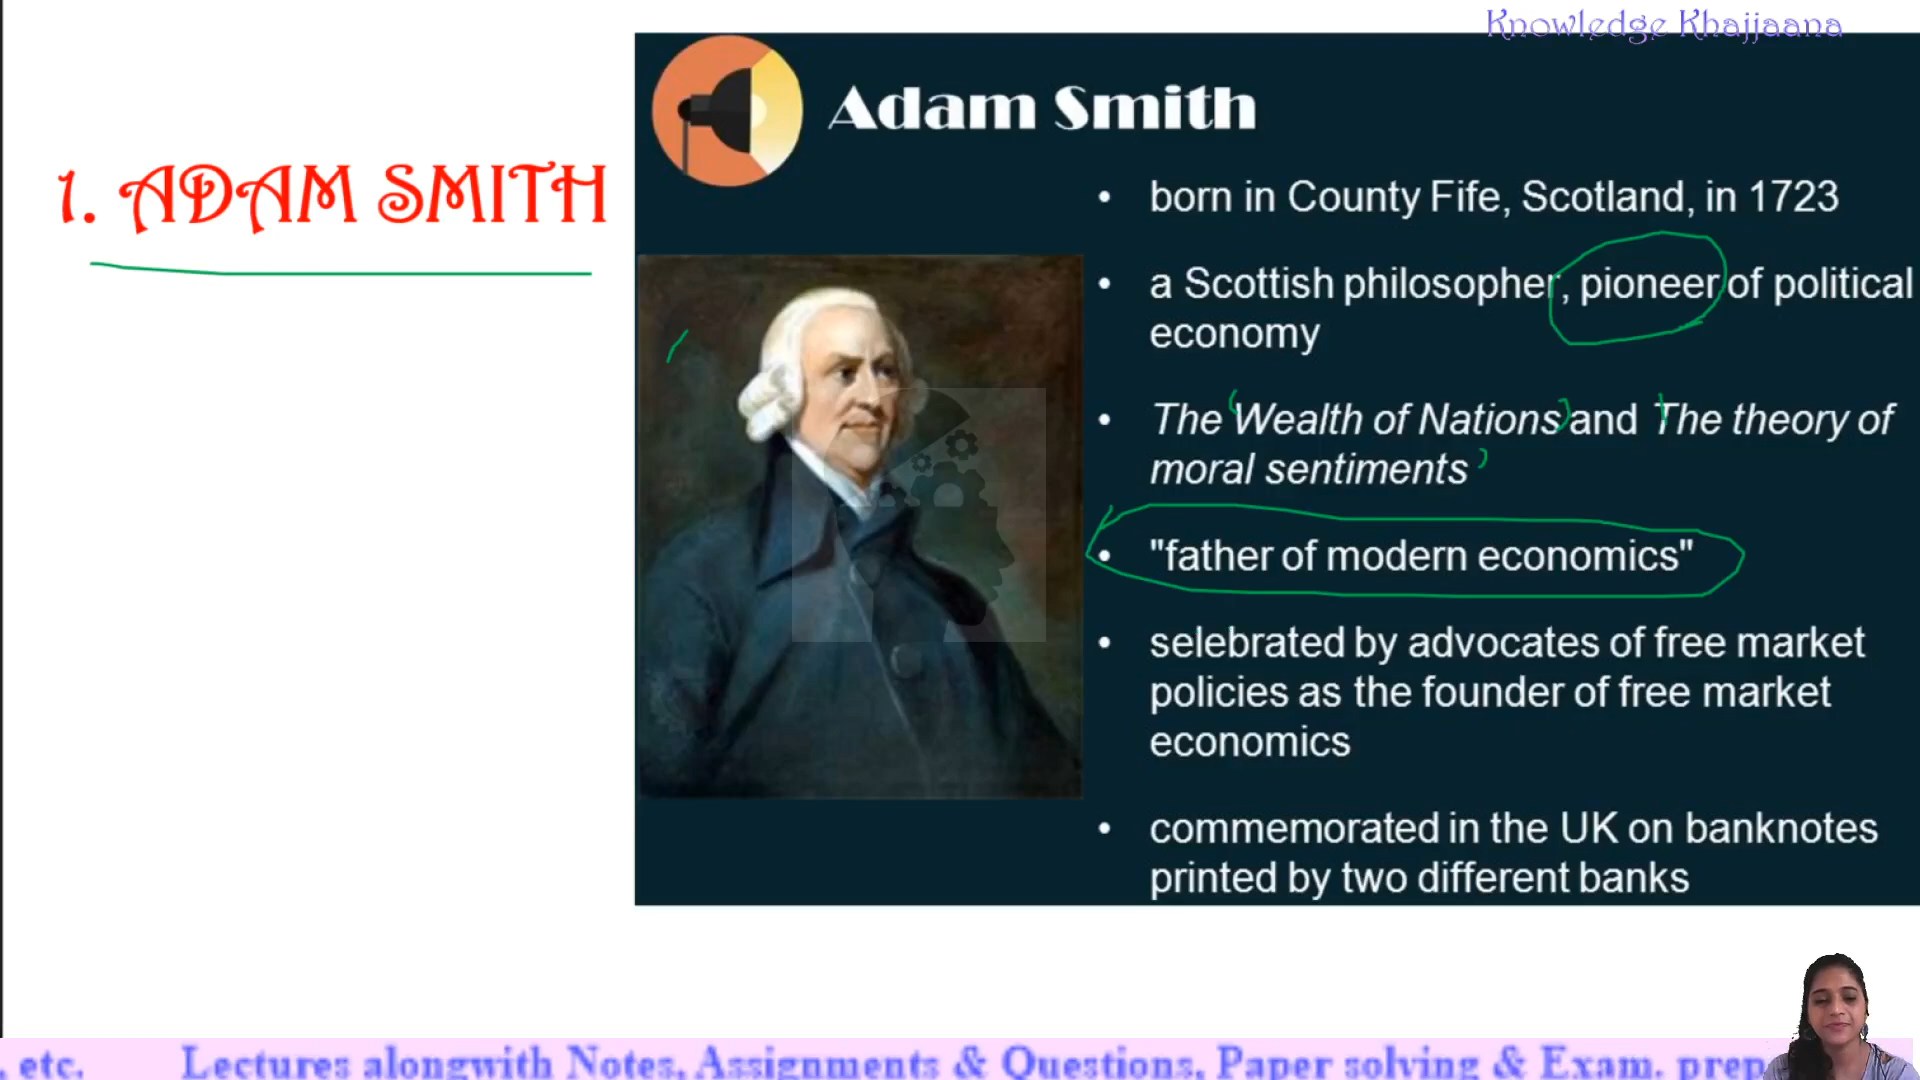 Knowledge Khajjaana
1. ADAM SMITH
Adam Smith
• born in County Fife, Scotland, in 1723
• a Scottish philosopher, pioneer of political
economy
• The Wealth of Nations and The theory of
moral sentiments
• "father of modern economics"
• selebrated by advocates of free market
policies as the founder of free market
economics
• commemorated in the UK on banknotes
printed by two different banks
, etc. Lectures alongwith Notes, Assignments & Questions, Paper solving & Exam. prep